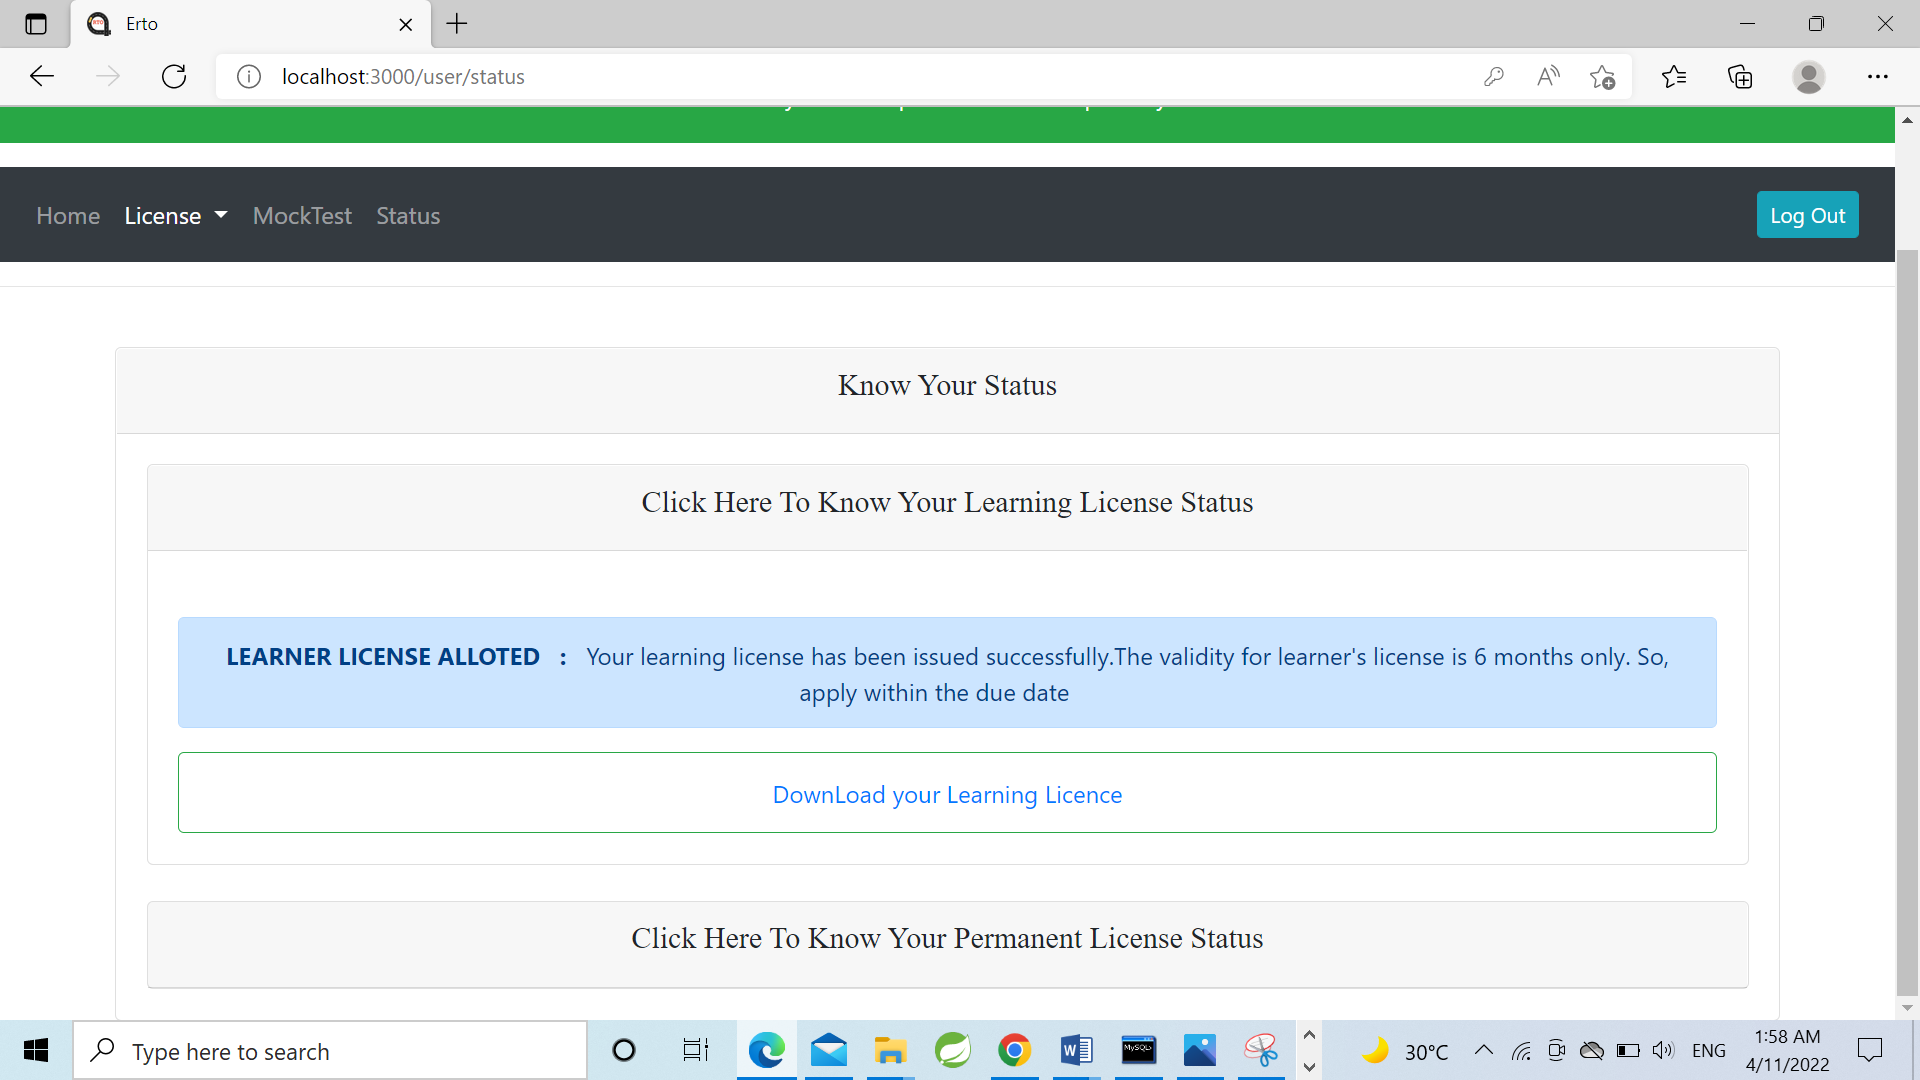 Erto
localhost:3000/user/status
Home License MockTest Status Log Out
Know Your Status
Click Here To Know Your Learning License Status
LEARNER LICENSE ALLOTED : Your learning license has been issued successfully.The validity for learner's license is 6 months only. So,
apply within the due date
DownLoad your Learning Licence
Click Here To Know Your Permanent License Status
Type here to search
MySQL
30°C
ENG
1:58 AM
4/11/2022